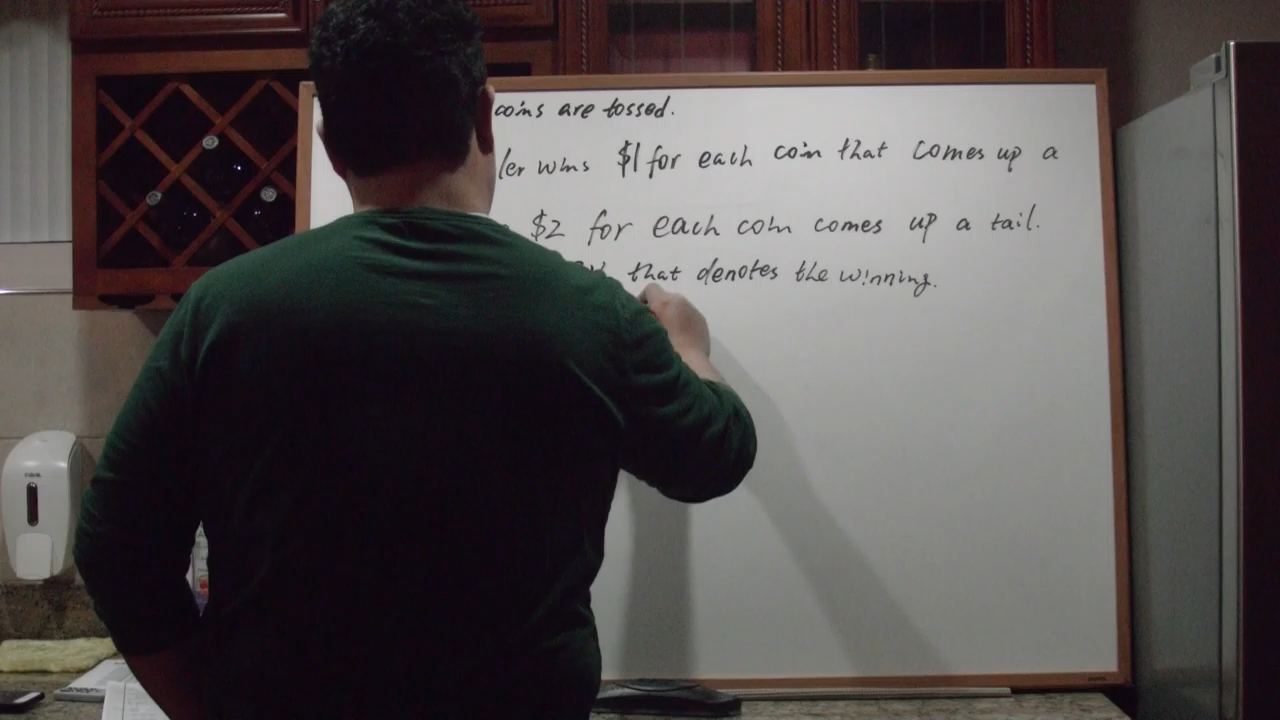 coins are tossed.
ler wins $1 for each coin that comes up a
$2 for each coin comes up a tail.
that denotes the winning.